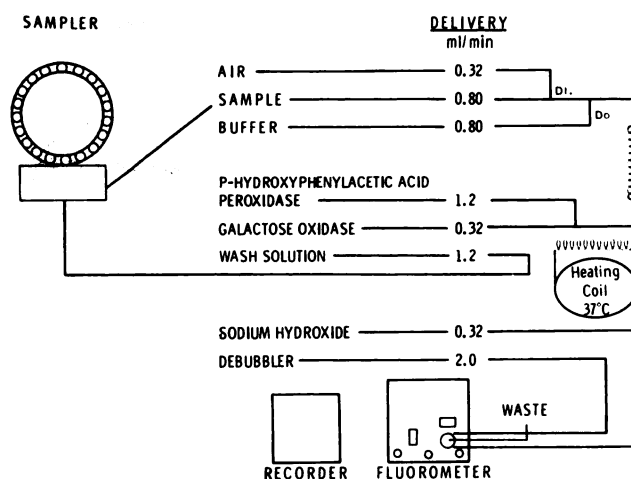 SAMPLER
DELIVERY
ml/min
AIR 0.32
D1.
SAMPLE 0.80
Do
BUFFER 0.80
P-HYDROXYPHENYLACETIC ACID
PEROXIDASE 1.2
GALACTOSE OXIDASE 0.32
WASH SOLUTION 1.2
Heating
Coil
37°C
SODIUM HYDROXIDE 0.32
DEBUBBLER 2.0
WASTE
RECORDER FLUOROMETER